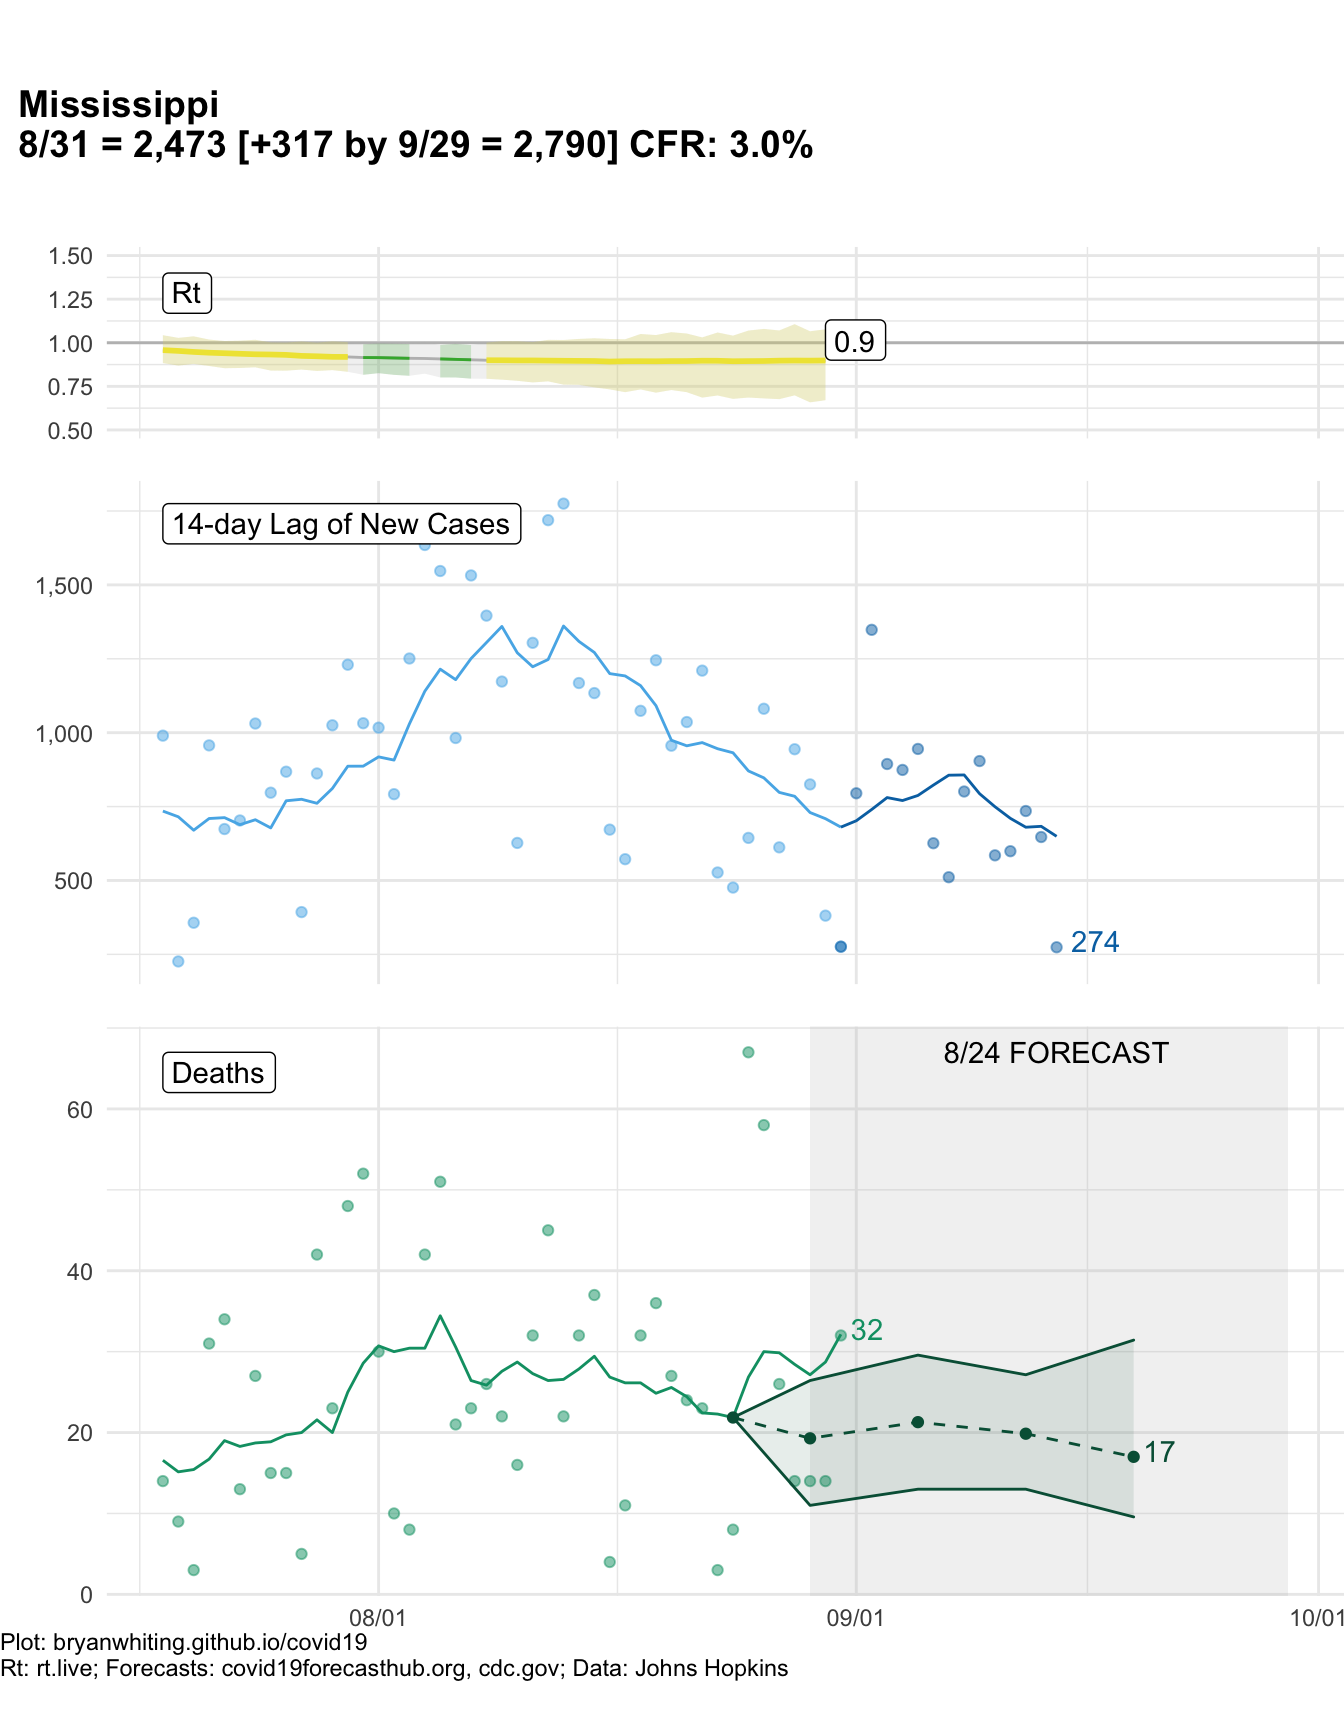 Mississippi
8/31 = 2,473 [+317 by 9/29 = 2,790] CFR: 3.0%
1.50
1.25
1.00
0.75
0.50
Rt
0.9
14-day Lag of New Cases
1,500
1,000
500
274
Deaths
8/24 FORECAST
60
40
20
0
32
17
08/01
09/01
10/01
Plot: bryanwhiting.github.io/covid19
Rt: rt.live; Forecasts: covid19forecasthub.org, cdc.gov; Data: Johns Hopkins